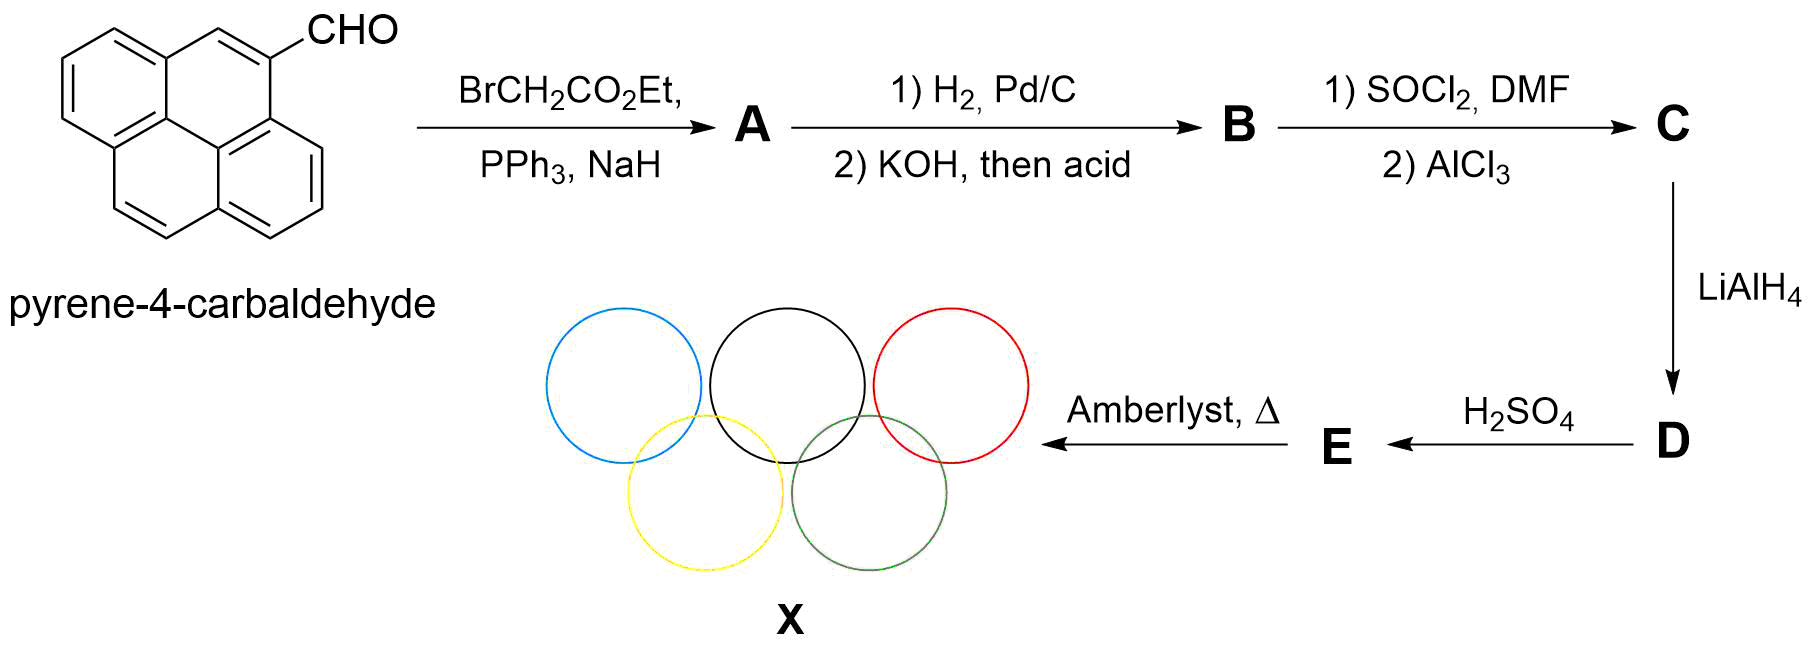 CHO
BrCH₂CO₂Et,
PPh₃, NaH
A
1) H₂, Pd/C
2) KOH, then acid
B
1) SOCl₂, DMF
2) AlCl₃
C
pyrene-4-carbaldehyde
LiAlH₄
Amberlyst, Δ
E
H₂SO₄
D
X